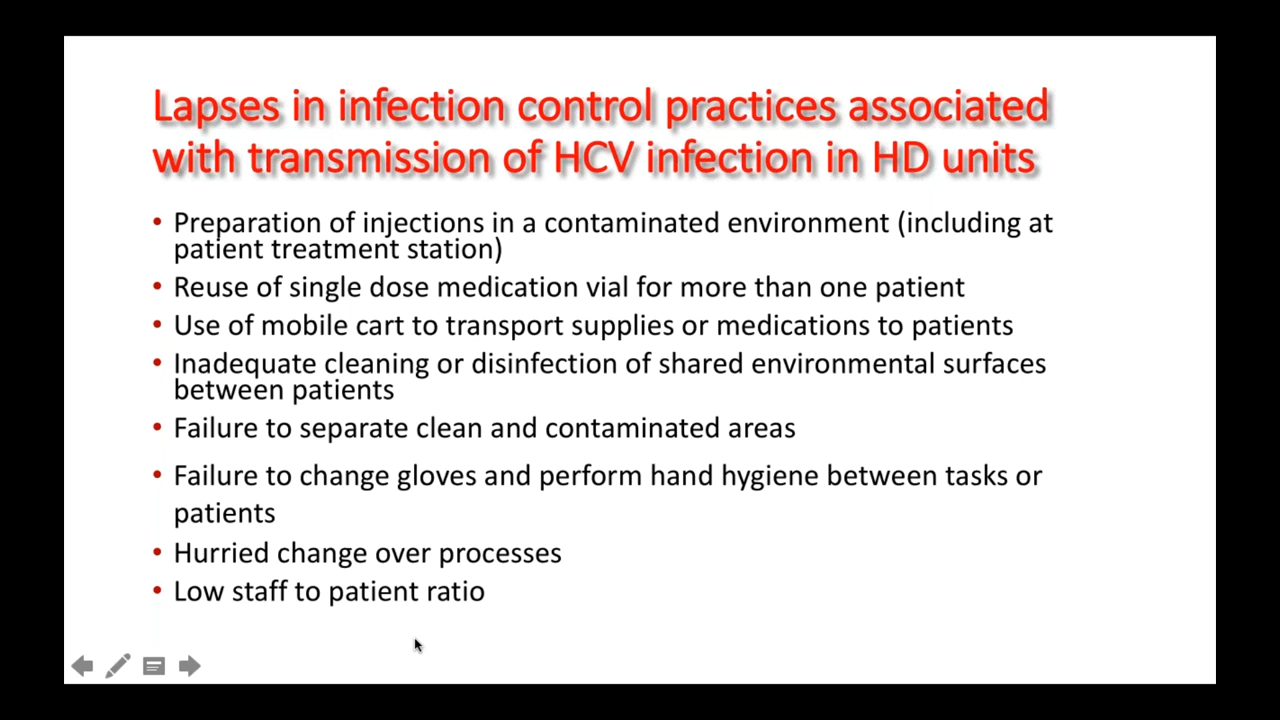 Lapses in infection control practices associated
with transmission of HCV infection in HD units
• Preparation of injections in a contaminated environment (including at
patient treatment station)
• Reuse of single dose medication vial for more than one patient
• Use of mobile cart to transport supplies or medications to patients
• Inadequate cleaning or disinfection of shared environmental surfaces
between patients
• Failure to separate clean and contaminated areas
• Failure to change gloves and perform hand hygiene between tasks or
patients
• Hurried change over processes
• Low staff to patient ratio